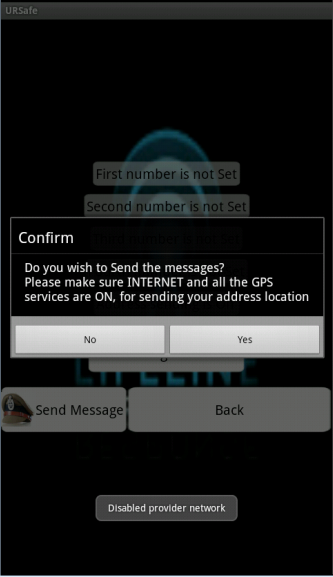 URSafe
First number is not Set
Second number is not Set
Confirm
Do you wish to Send the messages?
Please make sure INTERNET and all the GPS
services are ON, for sending your address location
No
Yes
LIFELINE
Send Message
Back
Disabled provider network